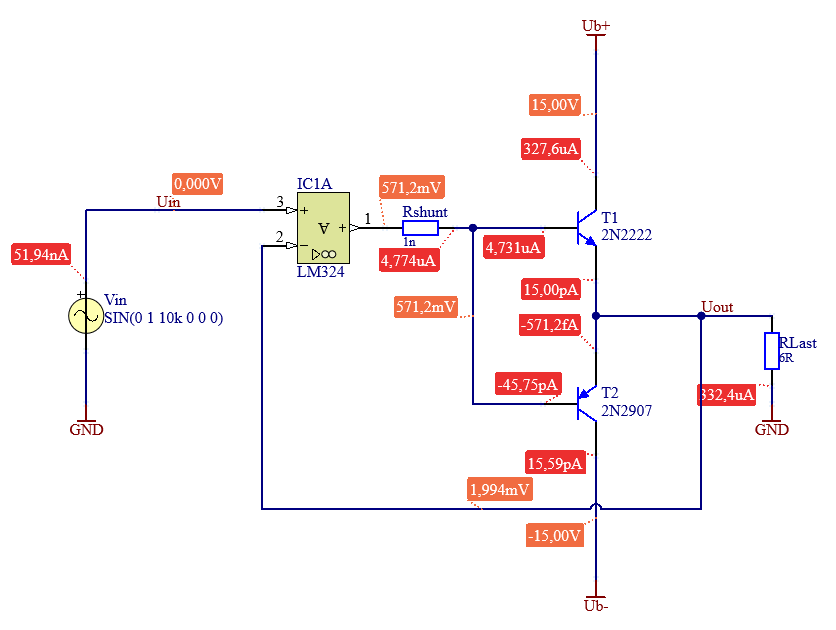 Ub+
15,00V
327,6uA
0,000V
Uin
IC1A
3
+
A
+
1
2
-
▷∞
LM324
571,2mV
Rshunt
1n
4,774uA
4,731uA
T1
2N2222
51,94nA
+
Vin
SIN(0 1 10k 0 0 0)
GND
571,2mV
15,00pA
-571,2fA
Uout
RLast
6R
332,4uA
GND
-45,75pA
T2
2N2907
15,59pA
1,994mV
-15,00V
Ub-